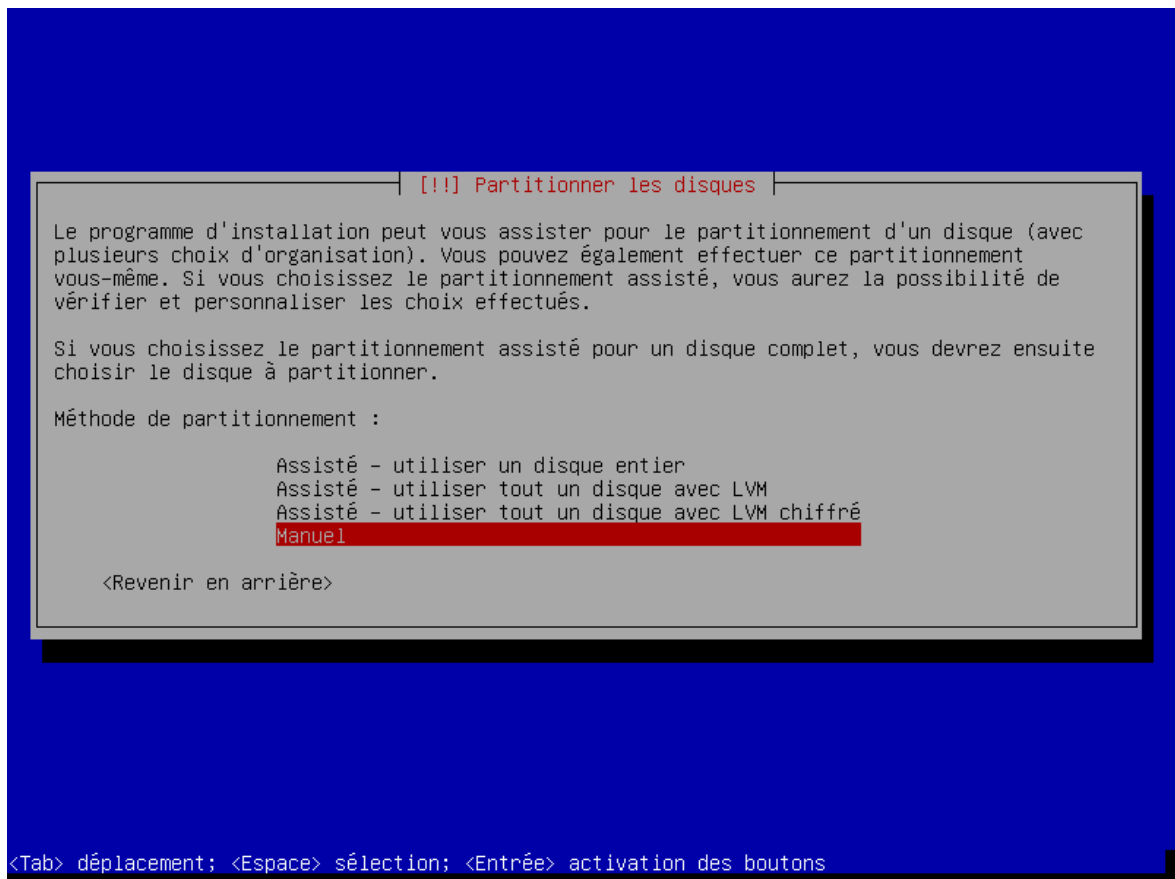 [!!] Partitionner les disques
Le programme d'installation peut vous assister pour le partitionnement d'un disque (avec
plusieurs choix d'organisation). Vous pouvez également effectuer ce partitionnement
vous-même. Si vous choisissez le partitionnement assisté, vous aurez la possibilité de
vérifier et personnaliser les choix effectués.
Si vous choisissez le partitionnement assisté pour un disque complet, vous devrez ensuite
choisir le disque à partitionner.
Méthode de partitionnement :
Assisté - utiliser un disque entier
Assisté - utiliser tout un disque avec LVM
Assisté - utiliser tout un disque avec LVM chiffré
Manuel
<Revenir en arrière>
<Tab> déplacement; <Espace> sélection; <Entrée> activation des boutons